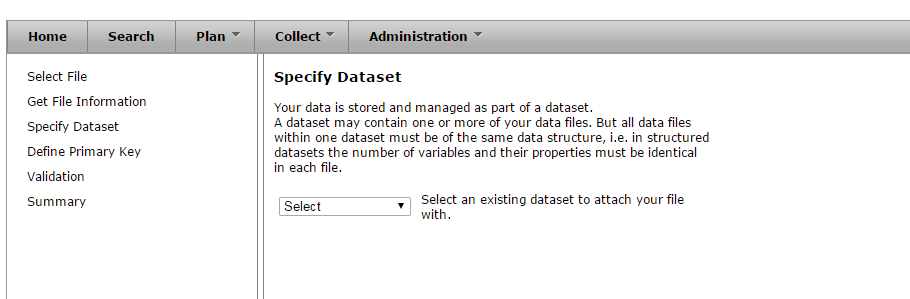 Home Search Plan Collect Administration
Select File
Get File Information
Specify Dataset
Define Primary Key
Validation
Summary
Specify Dataset
Your data is stored and managed as part of a dataset.
A dataset may contain one or more of your data files. But all data files
within one dataset must be of the same data structure, i.e. in structured
datasets the number of variables and their properties must be identical
in each file.
Select
Select an existing dataset to attach your file
with.